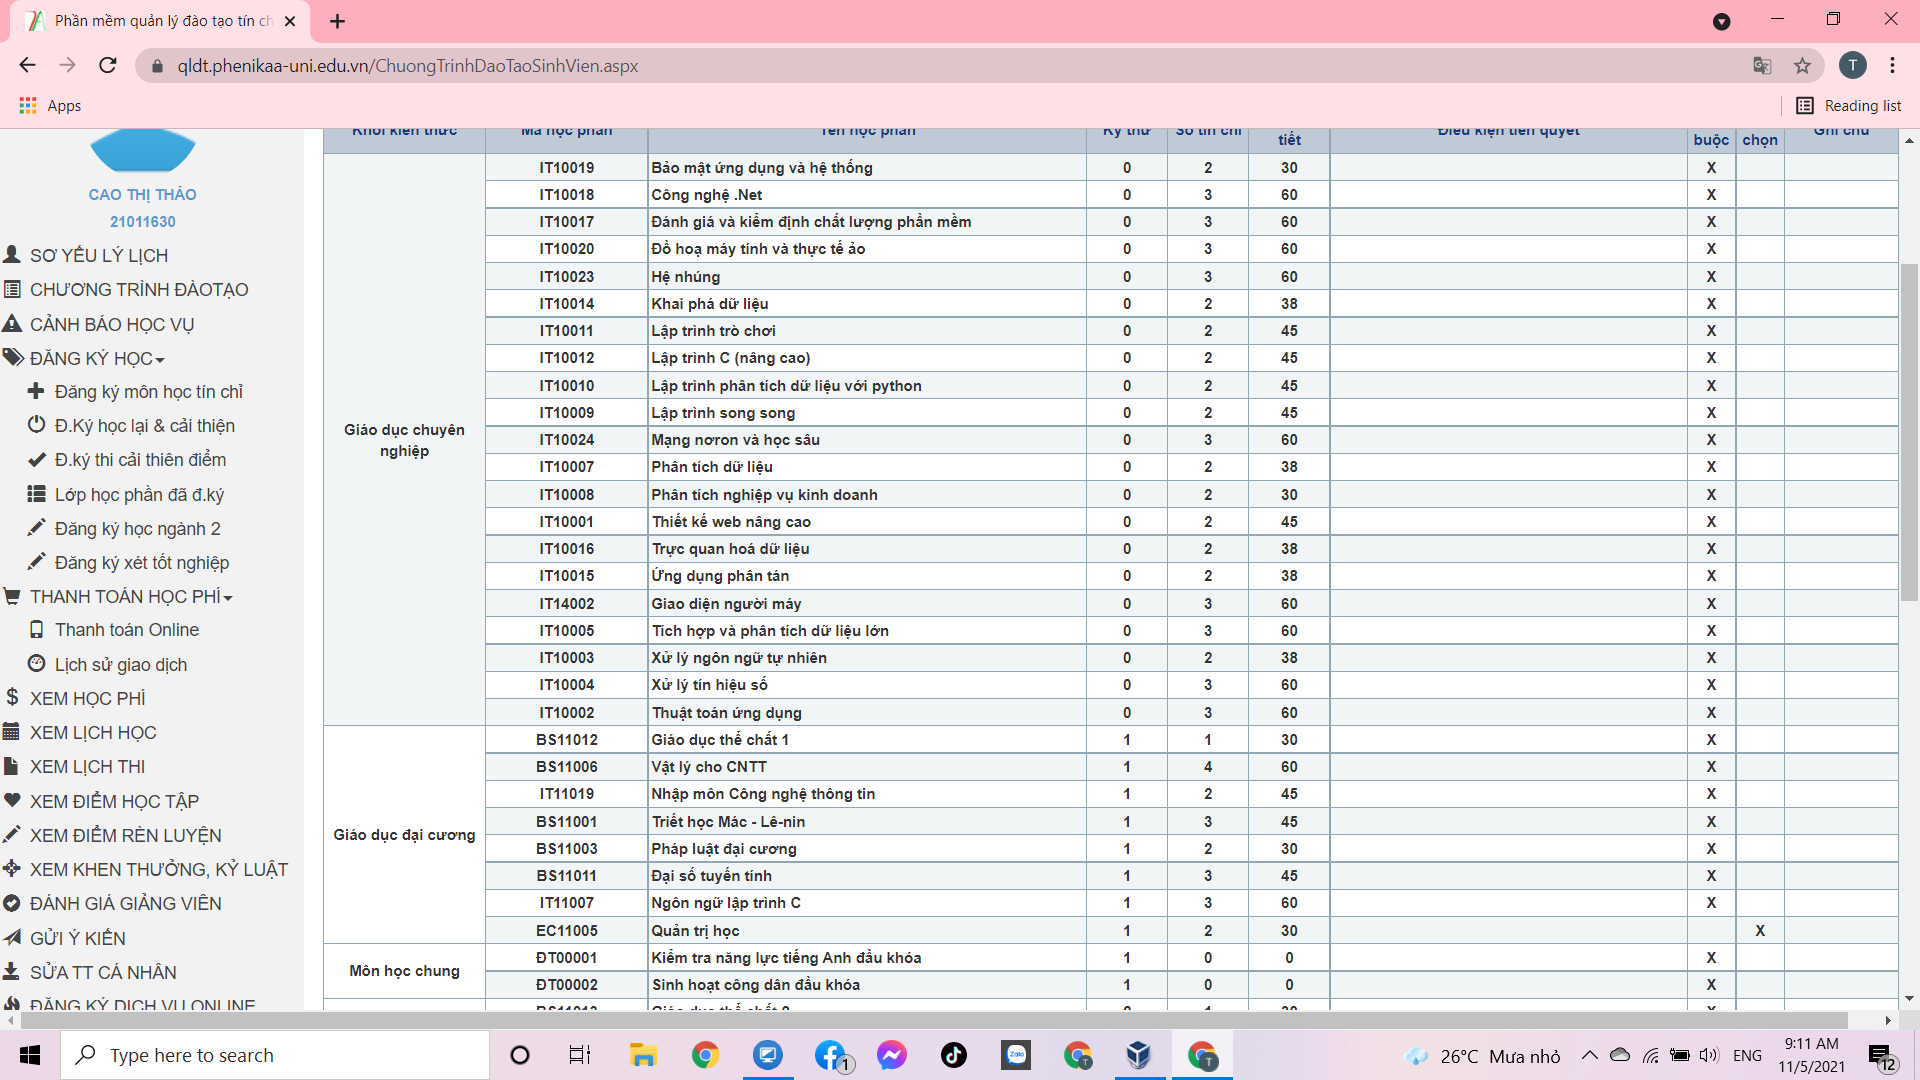 Phần mềm quản lý đào tạo tín ch
qldt.phenikaa-uni.edu.vn/ChuongTrinhDaoTaoSinhVien.aspx
T
Apps
Reading list
CAO THỊ THẢO
21011630
SƠ YẾU LÝ LỊCH
CHƯƠNG TRÌNH ĐÀOTẠO
CẢNH BÁO HỌC VỤ
ĐĂNG KÝ HỌC
Đăng ký môn học tín chỉ
Đ.Ký học lại & cải thiện
Đ.ký thi cải thiên điểm
Lớp học phần đã đ.ký
Đăng ký học ngành 2
Đăng ký xét tốt nghiệp
THANH TOÁN HỌC PHÍ
Thanh toán Online
Lịch sử giao dịch
XEM HỌC PHÍ
XEM LỊCH HỌC
XEM LỊCH THI
XEM ĐIỂM HỌC TẬP
XEM ĐIỂM RÈN LUYỆN
XEM KHEN THƯỞNG, KỶ LUẬT
ĐÁNH GIÁ GIẢNG VIÊN
GỬI Ý KIẾN
SỬA TT CÁ NHÂN
ĐĂNG KÝ DỊCH VỤ ONLINE
Khối kiến thức Mã học phần Tên học phần Kỳ thứ Số tín chỉ tiết Điều kiện tiên quyết buộc chọn Ghi chú
Giáo dục chuyên nghiệp
IT10019 Bảo mật ứng dụng và hệ thống 0 2 30 X
IT10018 Công nghệ .Net 0 3 60 X
IT10017 Đánh giá và kiểm định chất lượng phần mềm 0 3 60 X
IT10020 Đồ hoạ máy tính và thực tế ảo 0 3 60 X
IT10023 Hệ nhúng 0 3 60 X
IT10014 Khai phá dữ liệu 0 2 38 X
IT10011 Lập trình trò chơi 0 2 45 X
IT10012 Lập trình C (nâng cao) 0 2 45 X
IT10010 Lập trình phân tích dữ liệu với python 0 2 45 X
IT10009 Lập trình song song 0 2 45 X
IT10024 Mạng nơron và học sâu 0 3 60 X
IT10007 Phân tích dữ liệu 0 2 38 X
IT10008 Phân tích nghiệp vụ kinh doanh 0 2 30 X
IT10001 Thiết kế web nâng cao 0 2 45 X
IT10016 Trực quan hoá dữ liệu 0 2 38 X
IT10015 Ứng dụng phân tán 0 2 38 X
IT14002 Giao diện người máy 0 3 60 X
IT10005 Tích hợp và phân tích dữ liệu lớn 0 3 60 X
IT10003 Xử lý ngôn ngữ tự nhiên 0 2 38 X
IT10004 Xử lý tín hiệu số 0 3 60 X
IT10002 Thuật toán ứng dụng 0 3 60 X
Giáo dục đại cương
BS11012 Giáo dục thể chất 1 1 1 30 X
BS11006 Vật lý cho CNTT 1 4 60 X
IT11019 Nhập môn Công nghệ thông tin 1 2 45 X
BS11001 Triết học Mác - Lê-nin 1 3 45 X
BS11003 Pháp luật đại cương 1 2 30 X
BS11011 Đại số tuyến tính 1 3 45 X
IT11007 Ngôn ngữ lập trình C 1 3 60 X
EC11005 Quản trị học 1 2 30 X
Môn học chung
ĐT00001 Kiểm tra năng lực tiếng Anh đầu khóa 1 0 0 X
ĐT00002 Sinh hoạt công dân đầu khóa 1 0 0 X
Type here to search
1
Zalo
T
T
26°C Mưa nhỏ
ENG
9:11 AM
11/5/2021
12